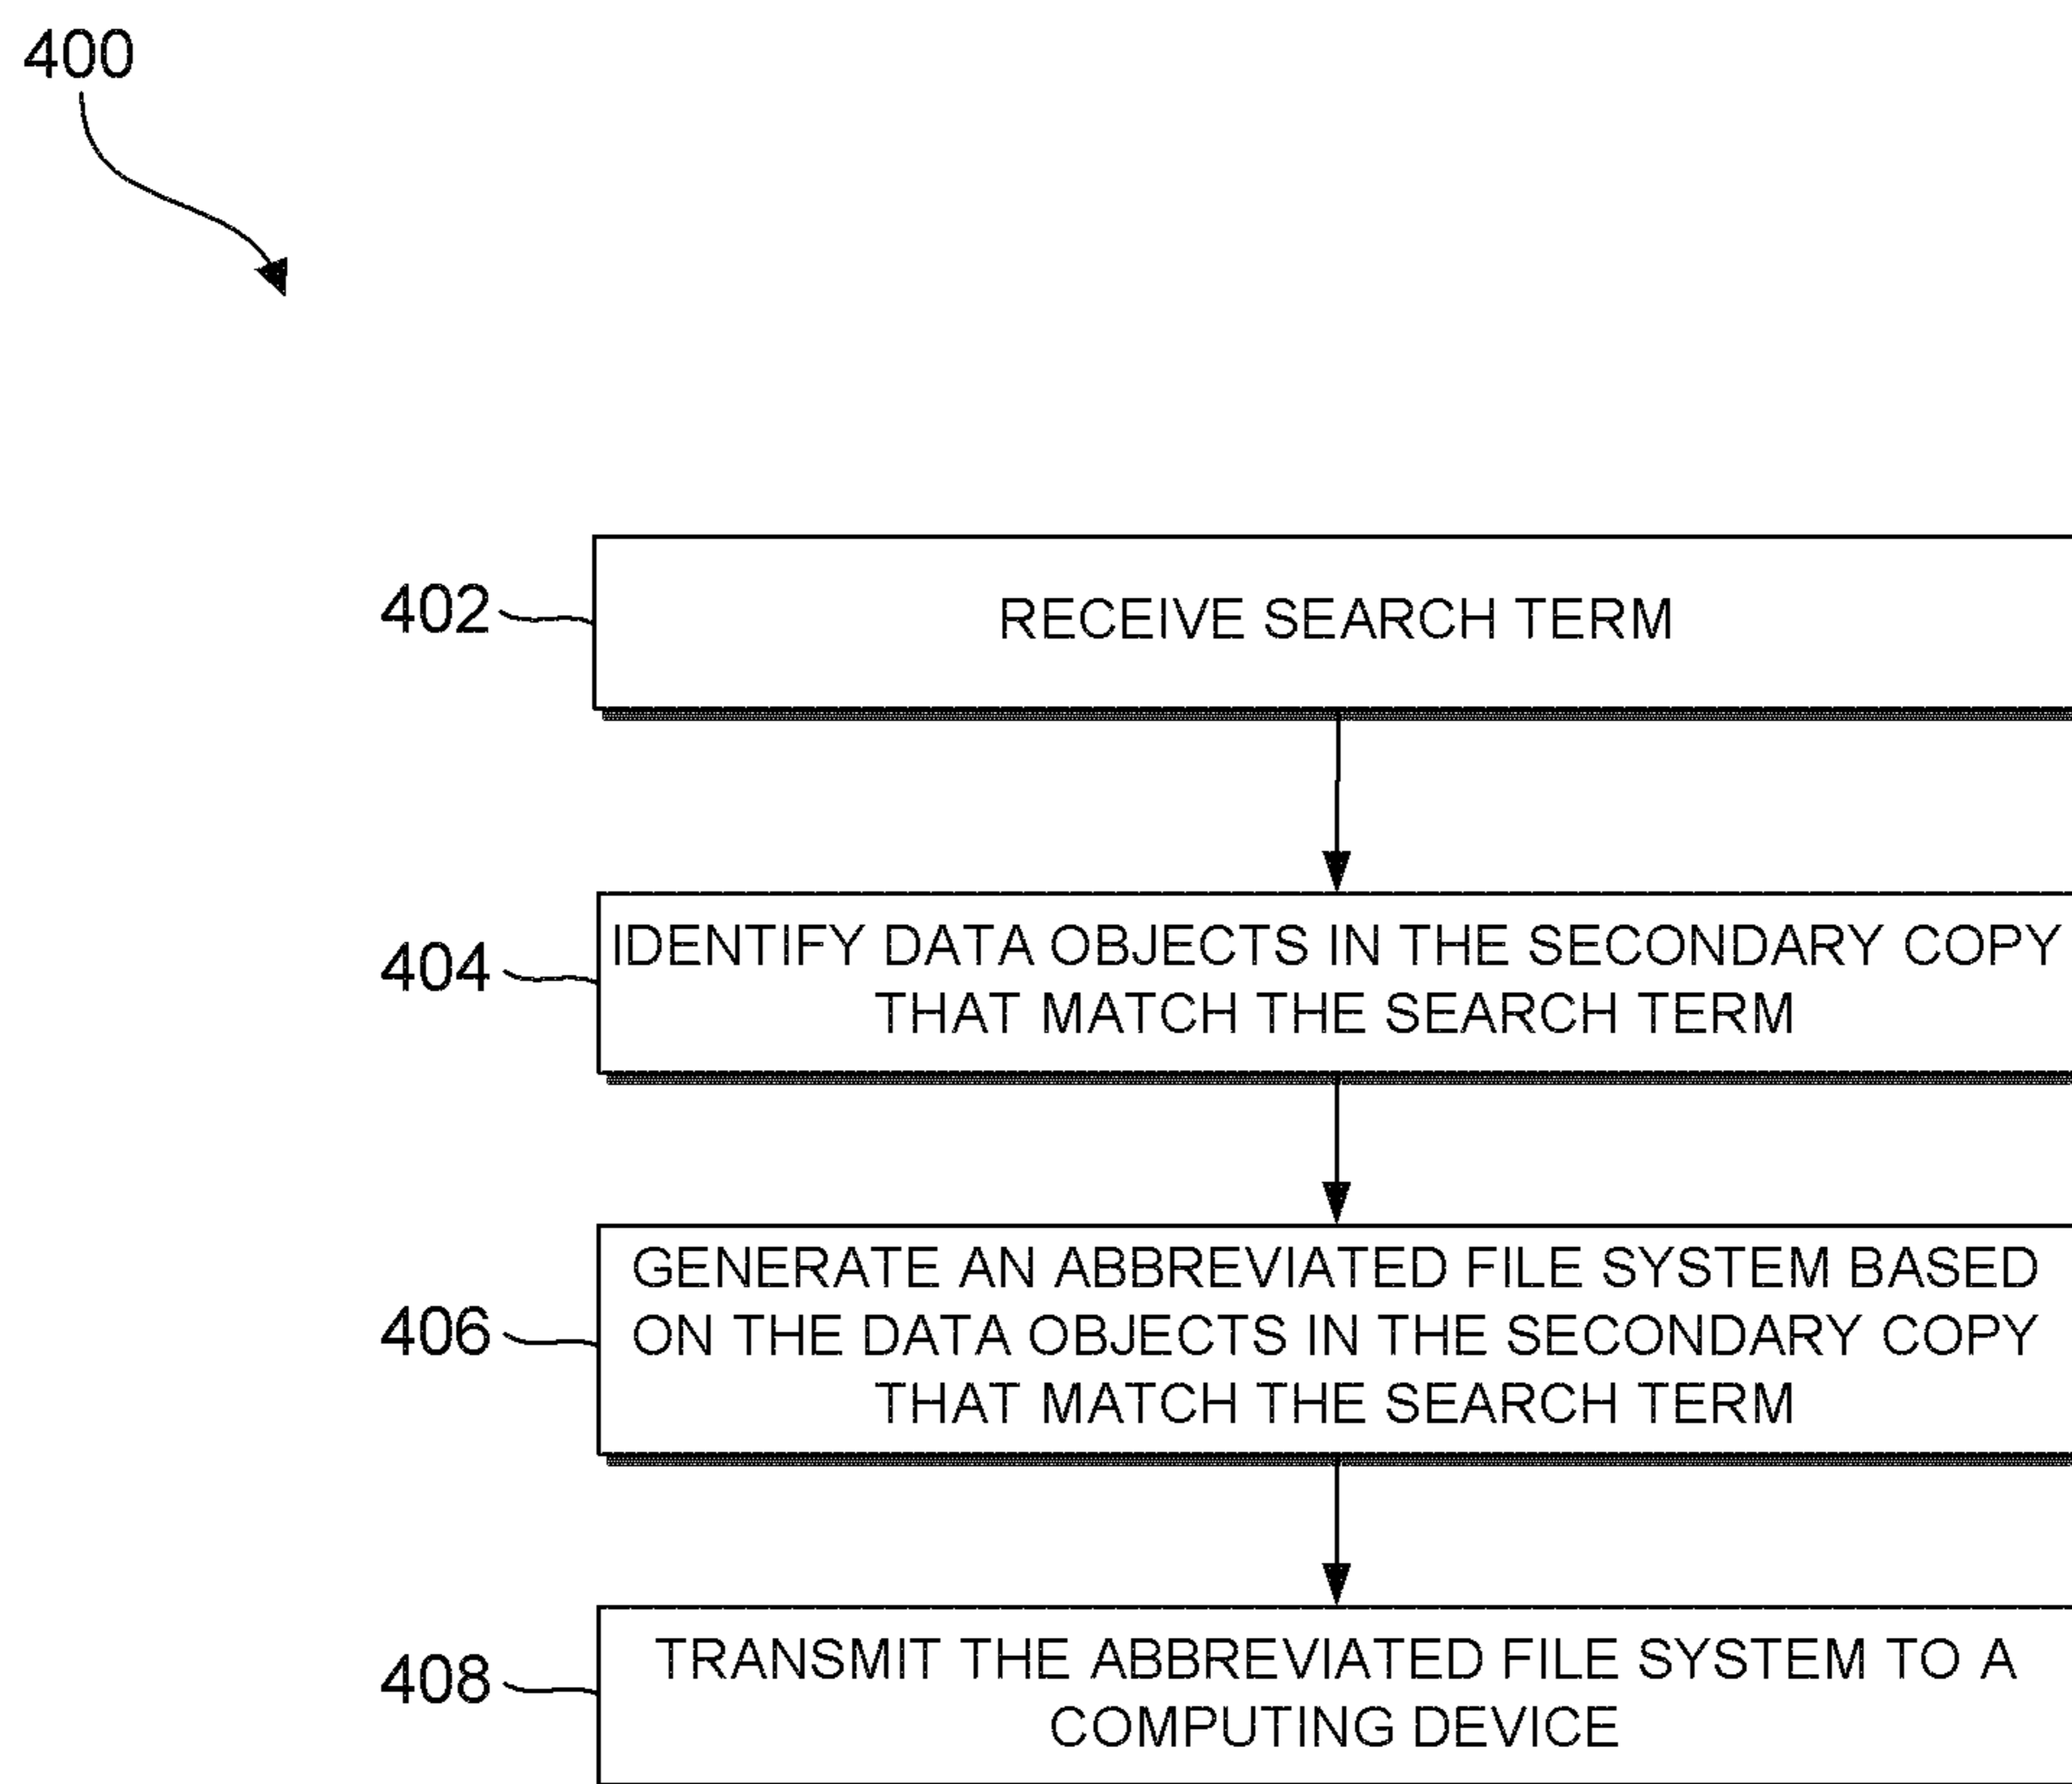 400
402
RECEIVE SEARCH TERM
404
IDENTIFY DATA OBJECTS IN THE SECONDARY COPY
THAT MATCH THE SEARCH TERM
406
GENERATE AN ABBREVIATED FILE SYSTEM BASED
ON THE DATA OBJECTS IN THE SECONDARY COPY
THAT MATCH THE SEARCH TERM
408
TRANSMIT THE ABBREVIATED FILE SYSTEM TO A
COMPUTING DEVICE